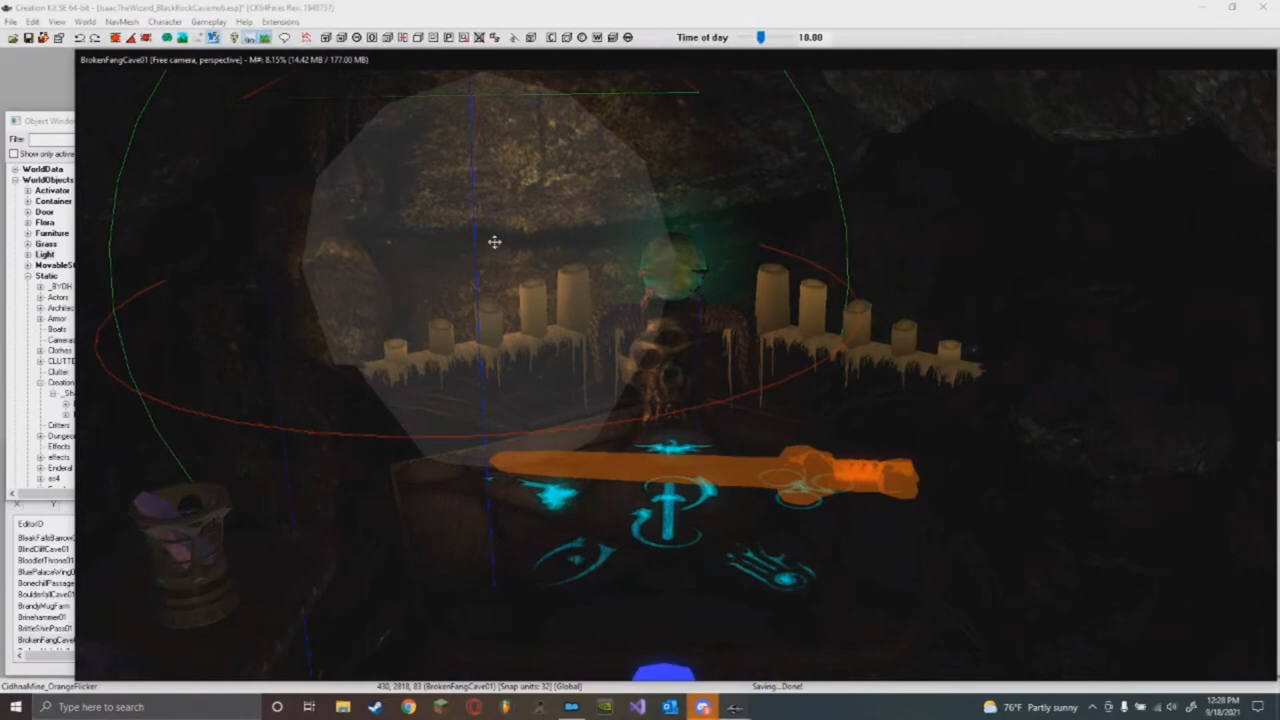 Creation Kit SE 64-bit - [IsaacTheWizard_BlackRockCavern06.esp]* (CK64Fixes Rev. 194873?)
File Edit View World NavMesh Character Gameplay Help Extensions
Time of day 10.00
BrokenFangCave01 [Free camera, perspective] - M#: 8.15% (14.42 MB / 177.00 MB)
Object Window
Filter
Show only active
WorldData
WorldObjects
Activator
Container
Door
Flora
Furniture
Grass
Light
MovableSt
Static
_BYOH
Actors
Architec
Armor
Boats
Camera
Clothes
CLUTTE
Clutter
Creation
_Sh
Critters
Dungeo
Effects
effects
Enderal
es4
X Y
EditorID
BleakFallsBarrow
BlindCliffCave01
BloodletThrone01
BluePalaceWing0
BonechillPassage
BoulderfallCave01
BrandyMugFarm
Brinehammer01
BrittleShinPass01
BrokenFangCave
CidhnaMine_OrangeFlicker 430, 2818, 83 (BrokenFangCave01) [Snap units: 32] [Global] Saving...Done!
Type here to search 76°F Partly sunny 12:28 PM
9/18/2021